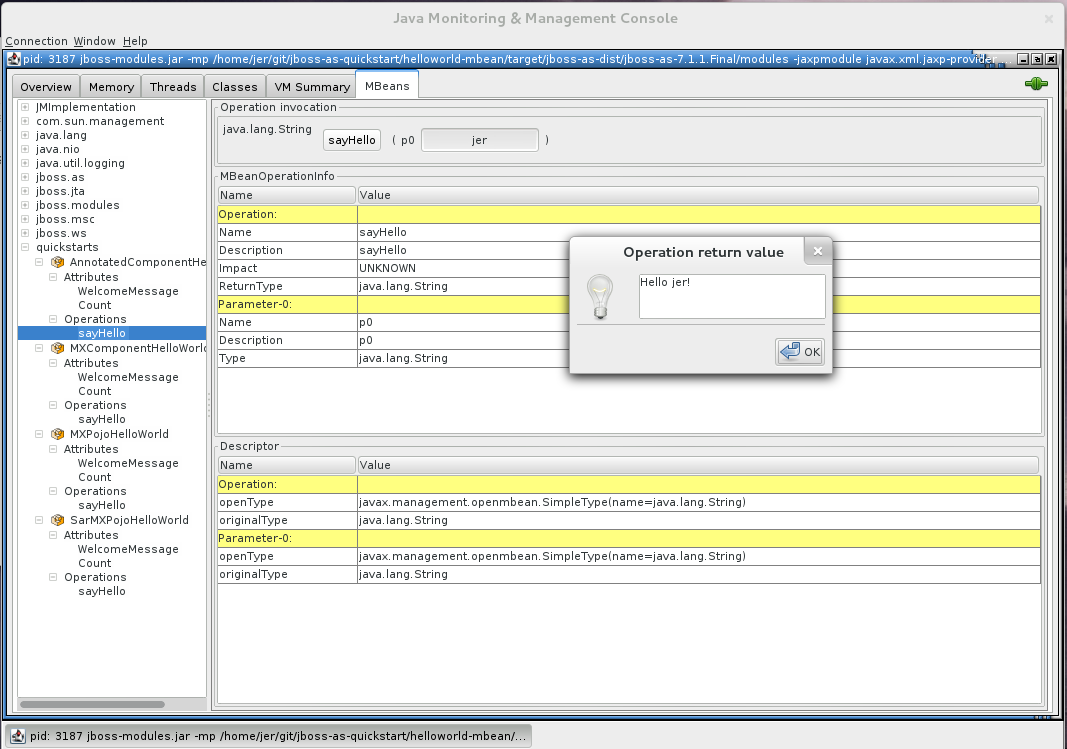 Java Monitoring & Management Console
Connection Window Help
pid: 3187 jboss-modules.jar -mp /home/jer/git/jboss-as-quickstart/helloworld-mbean/target/jboss-as-dist/jboss-as-7.1.1.Final/modules -jaxpmodule javax.xml.jaxp-provider ...
Overview Memory Threads Classes VM Summary MBeans
JMImplementation
com.sun.management
java.lang
java.nio
java.util.logging
jboss.as
jboss.jta
jboss.modules
jboss.msc
jboss.ws
quickstarts
AnnotatedComponentHe
Attributes
WelcomeMessage
Count
Operations
sayHello
MXComponentHelloWorld
Attributes
WelcomeMessage
Count
Operations
sayHello
MXPojoHelloWorld
Attributes
WelcomeMessage
Count
Operations
sayHello
SarMXPojoHelloWorld
Attributes
WelcomeMessage
Count
Operations
sayHello
Operation invocation
java.lang.String sayHello ( p0 jer )
MBeanOperationInfo
Name Value
Operation:
Name sayHello
Description sayHello
Impact UNKNOWN
ReturnType java.lang.String
Parameter-0:
Name p0
Description p0
Type java.lang.String
Operation return value
Hello jer!
OK
Descriptor
Name Value
Operation:
openType javax.management.openmbean.SimpleType(name=java.lang.String)
originalType java.lang.String
Parameter-0:
openType javax.management.openmbean.SimpleType(name=java.lang.String)
originalType java.lang.String
pid: 3187 jboss-modules.jar -mp /home/jer/git/jboss-as-quickstart/helloworld-mbean/...